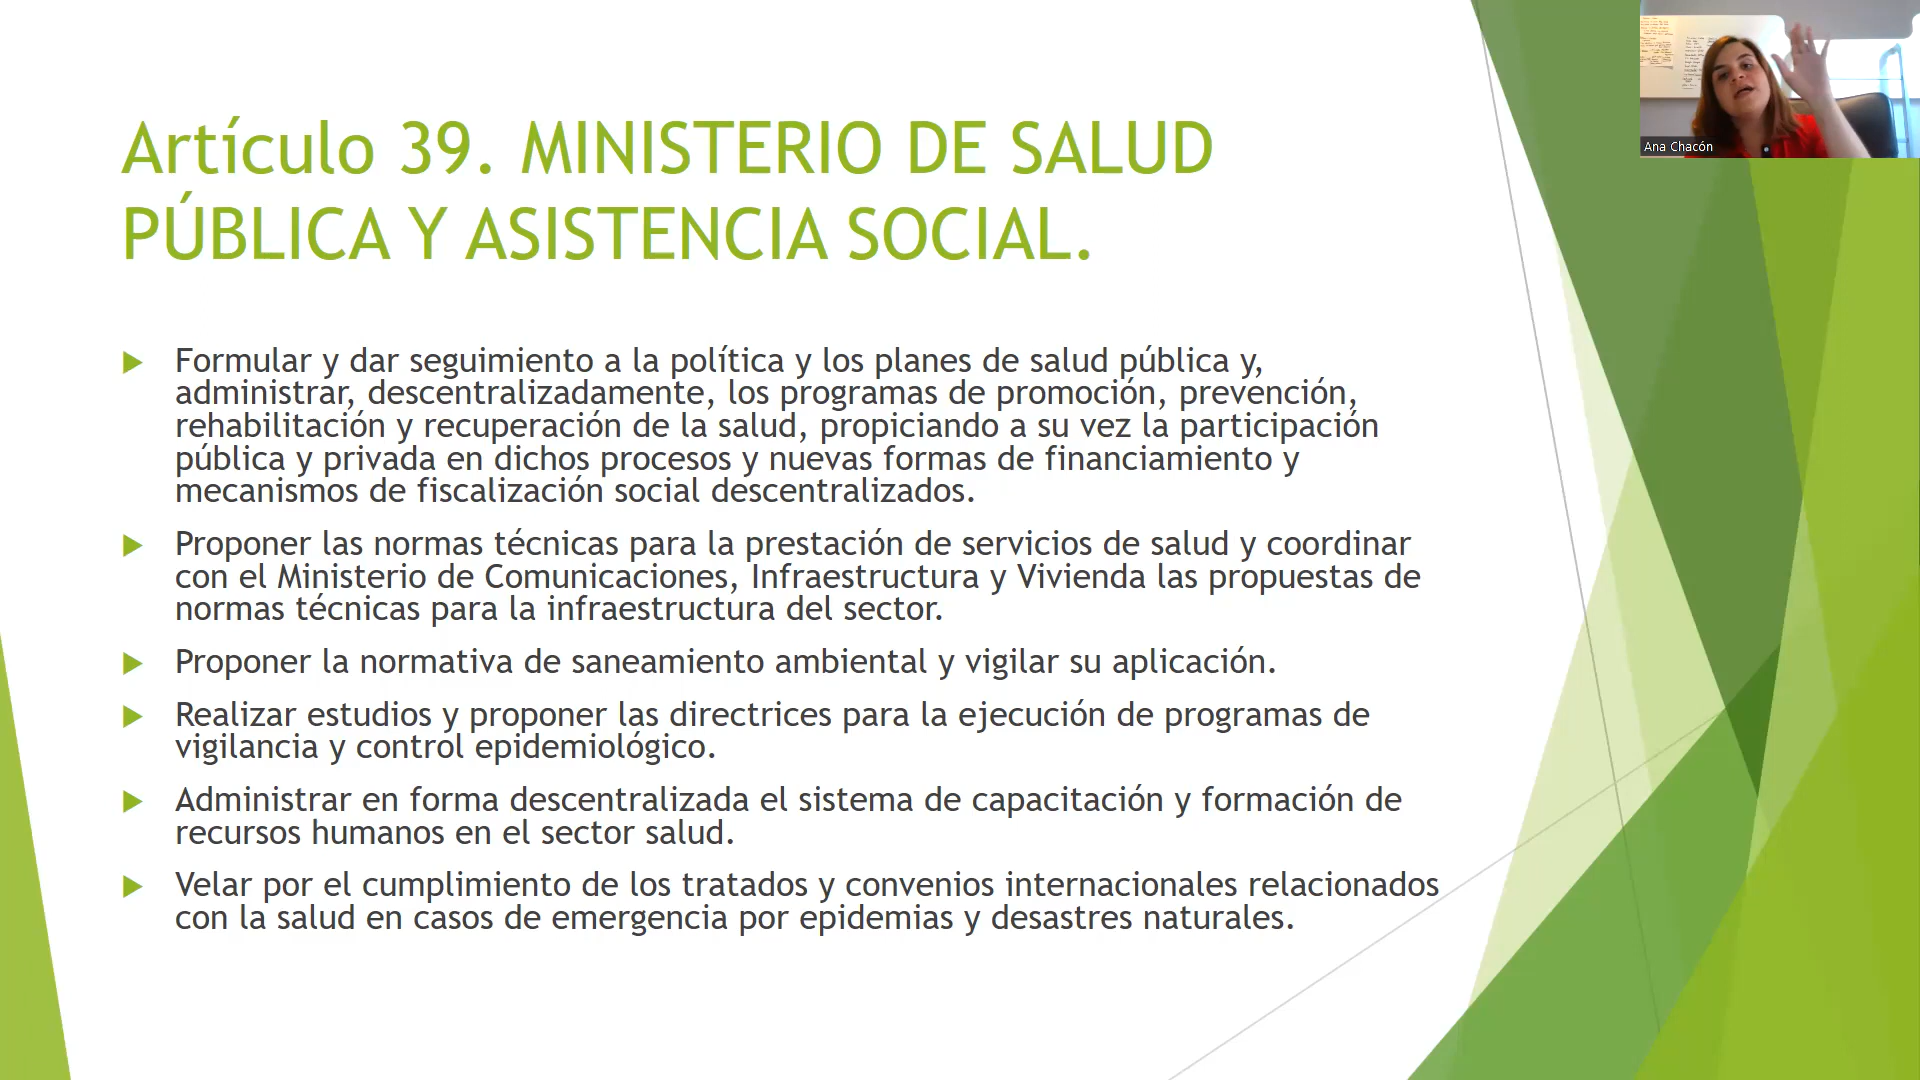 Artículo 39. MINISTERIO DE SALUD
PÚBLICA Y ASISTENCIA SOCIAL.
Formular y dar seguimiento a la política y los planes de salud pública y,
administrar, descentralizadamente, los programas de promoción, prevención,
rehabilitación y recuperación de la salud, propiciando a su vez la participación
pública y privada en dichos procesos y nuevas formas de financiamiento y
mecanismos de fiscalización social descentralizados.
Proponer las normas técnicas para la prestación de servicios de salud y coordinar
con el Ministerio de Comunicaciones, Infraestructura y Vivienda las propuestas de
normas técnicas para la infraestructura del sector.
Proponer la normativa de saneamiento ambiental y vigilar su aplicación.
Realizar estudios y proponer las directrices para la ejecución de programas de
vigilancia y control epidemiológico.
Administrar en forma descentralizada el sistema de capacitación y formación de
recursos humanos en el sector salud.
Velar por el cumplimiento de los tratados y convenios internacionales relacionados
con la salud en casos de emergencia por epidemias y desastres naturales.
Ana Chacón